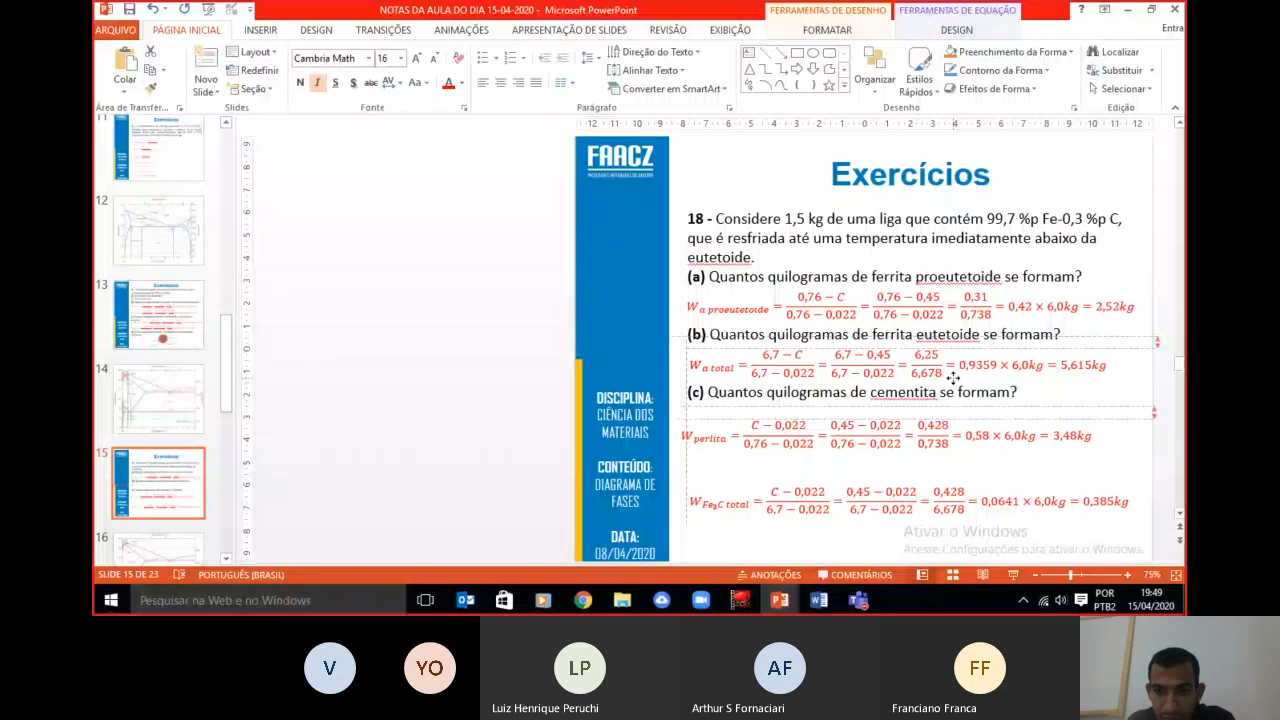 NOTAS DA AULA DO DIA 15-04-2020 - Microsoft PowerPoint
FERRAMENTAS DE DESENHO
FERRAMENTAS DE EQUAÇÃO
ARQUIVO
PÁGINA INICIAL
INSERIR
DESIGN
TRANSIÇÕES
ANIMAÇÕES
APRESENTAÇÃO DE SLIDES
REVISÃO
EXIBIÇÃO
FORMATAR
DESIGN
Entra
Colar
Novo
Slide
Layout
Redefinir
Seção
Cambria Math
16
N I S S abc AV Aa A
Direção do Texto
Alinhar Texto
Converter em SmartArt
Organizar
Estilos
Rápidos
Preenchimento da Forma
Contorno da Forma
Efeitos de Forma
Localizar
Substituir
Selecionar
Área de Transfer...
Slides
Fonte
Parágrafo
Desenho
Edição
11
12
13
14
15
16
FAACZ
Exercícios
18 - Considere 1,5 kg de uma liga que contém 99,7 %p Fe-0,3 %p C,
que é resfriada até uma temperatura imediatamente abaixo da
eutetoide.
(a) Quantos quilogramas de ferrita proeutetoide se formam?
W α proeutetoide = 0,76 − C / 0,76 − 0,022 = 0,76 − 0,45 / 0,76 − 0,022 = 0,31 / 0,738 = 0,42 × 6,0kg = 2,52kg
(b) Quantos quilogramas de ferrita eutetoide se formam?
W α total = 6,7 − C / 6,7 − 0,022 = 6,7 − 0,45 / 6,7 − 0,022 = 6,25 / 6,678 = 0,9359 × 6,0kg = 5,615kg
(c) Quantos quilogramas de cementita se formam?
W perlita = C − 0,022 / 0,76 − 0,022 = 0,45 − 0,022 / 0,76 − 0,022 = 0,428 / 0,738 = 0,58 × 6,0kg = 3,48kg
W Fe₃C total = C − 0,022 / 6,7 − 0,022 = 0,45 − 0,022 / 6,7 − 0,022 = 0,428 / 6,678 = 0,0641 × 6,0kg = 0,385kg
DISCIPLINA:
CIÊNCIA DOS
MATERIAIS
CONTEÚDO:
DIAGRAMA DE
FASES
DATA:
08/04/2020
Ativar o Windows
Acesse Configurações para ativar o Windows.
SLIDE 15 DE 23
PORTUGUÊS (BRASIL)
ANOTAÇÕES
COMENTÁRIOS
75%
Pesquisar na Web e no Windows
POR
PTB2
19:49
15/04/2020
V
YO
LP
AF
FF
Luiz Henrique Peruchi
Arthur S Fornaciari
Franciano Franca